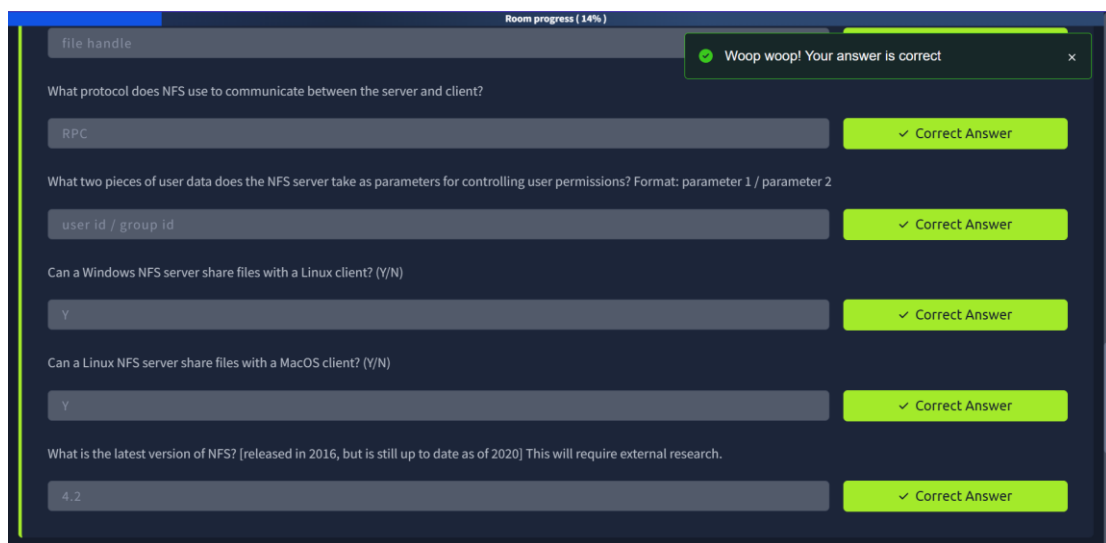 Room progress ( 14% )
file handle
Woop woop! Your answer is correct
What protocol does NFS use to communicate between the server and client?
RPC
Correct Answer
What two pieces of user data does the NFS server take as parameters for controlling user permissions? Format: parameter 1 / parameter 2
user id / group id
Correct Answer
Can a Windows NFS server share files with a Linux client? (Y/N)
Y
Correct Answer
Can a Linux NFS server share files with a MacOS client? (Y/N)
Y
Correct Answer
What is the latest version of NFS? [released in 2016, but is still up to date as of 2020] This will require external research.
4.2
Correct Answer